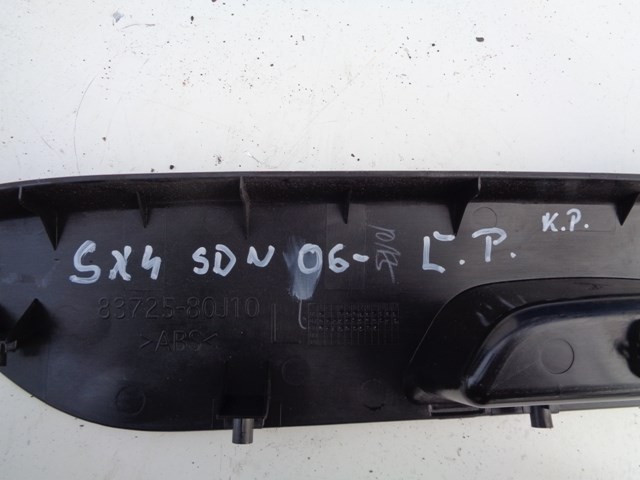 SX4 SDN 06- L.P. K.P.
83725-80J10
>ABS<